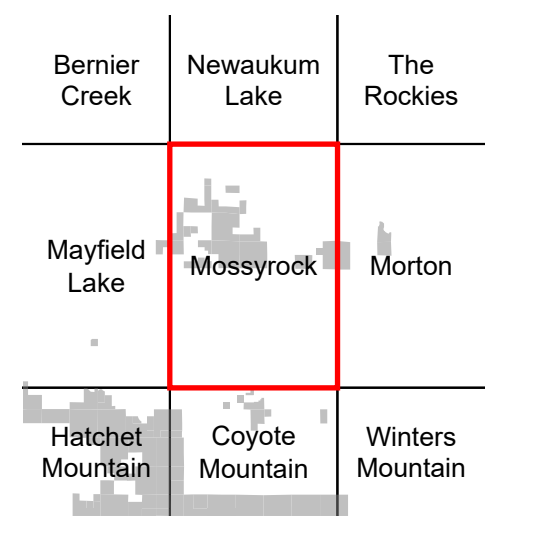 Bernier
Creek
Newaukum
Lake
The
Rockies
Mayfield
Lake
Mossyrock
Morton
Hatchet
Mountain
Coyote
Mountain
Winters
Mountain